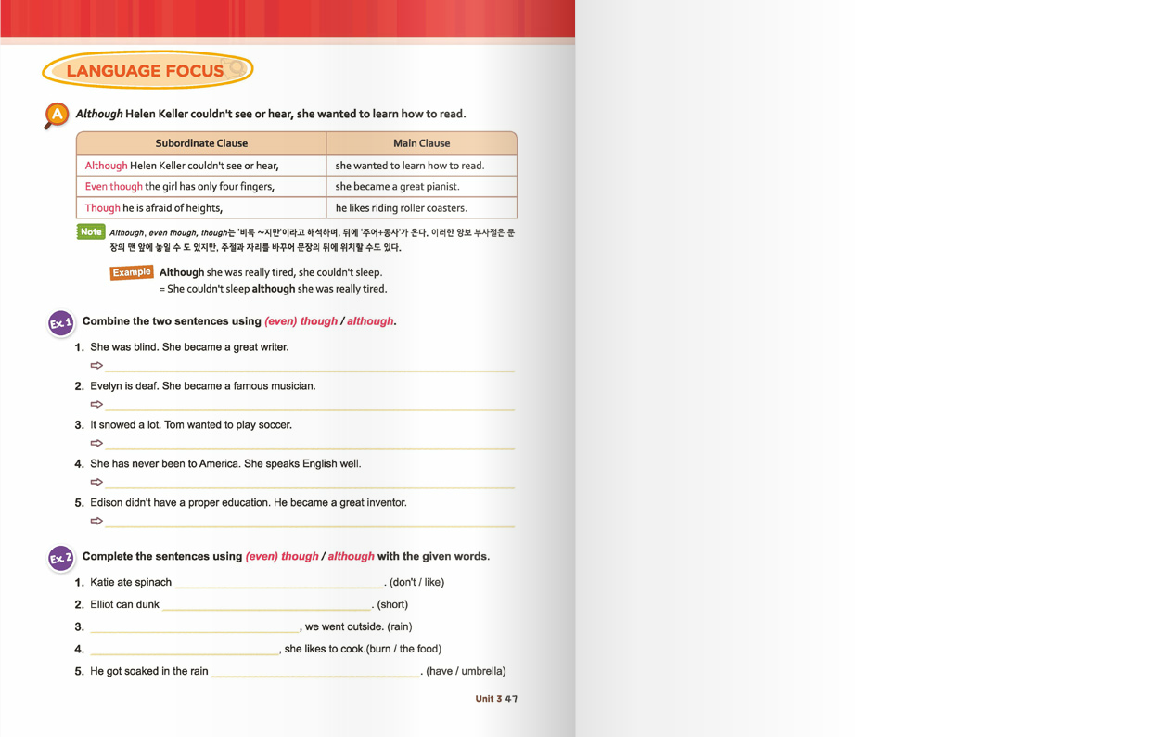 LANGUAGE FOCUS
A Although Helen Keller couldn't see or hear, she wanted to learn how to read.
Subordinate Clause Main Clause
Although Helen Keller couldn't see or hear, she wanted to learn how to read.
Even though the girl has only four fingers, she became a great pianist.
Though he is afraid of heights, he likes riding roller coasters.
Note Although, even though, though는 '비록 ~지만'이라고 해석하며, 뒤에 '주어+동사'가 온다. 이러한 양보 부사절은 문
장의 맨 앞에 놓일 수 도 있지만, 주절과 자리를 바꾸어 문장의 뒤에 위치할 수도 있다.
Example Although she was really tired, she couldn't sleep.
= She couldn't sleep although she was really tired.
Ex. 1 Combine the two sentences using (even) though / although.
1. She was blind. She became a great writer.
⇨
2. Evelyn is deaf. She became a famous musician.
⇨
3. It snowed a lot. Tom wanted to play soccer.
⇨
4. She has never been to America. She speaks English well.
⇨
5. Edison didn't have a proper education. He became a great inventor.
⇨
Ex. 2 Complete the sentences using (even) though / although with the given words.
1. Katie ate spinach ____________________. (don't / like)
2. Elliot can dunk ____________________. (short)
3. ____________________, we went outside. (rain)
4. ____________________, she likes to cook.(burn / the food)
5. He got soaked in the rain ____________________. (have / umbrella)
Unit 3 47